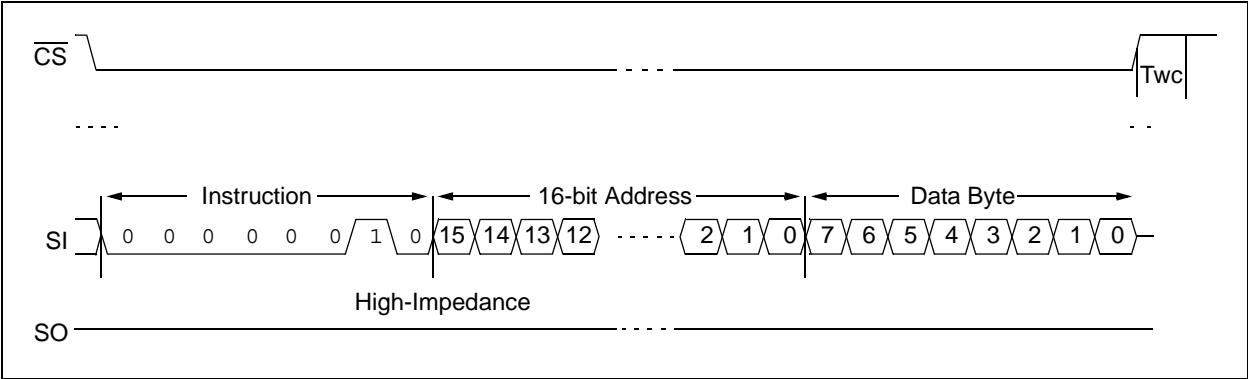 CS
Twc
Instruction 16-bit Address Data Byte
SI 0 0 0 0 0 0 1 0 15 14 13 12 2 1 0 7 6 5 4 3 2 1 0
High-Impedance
SO